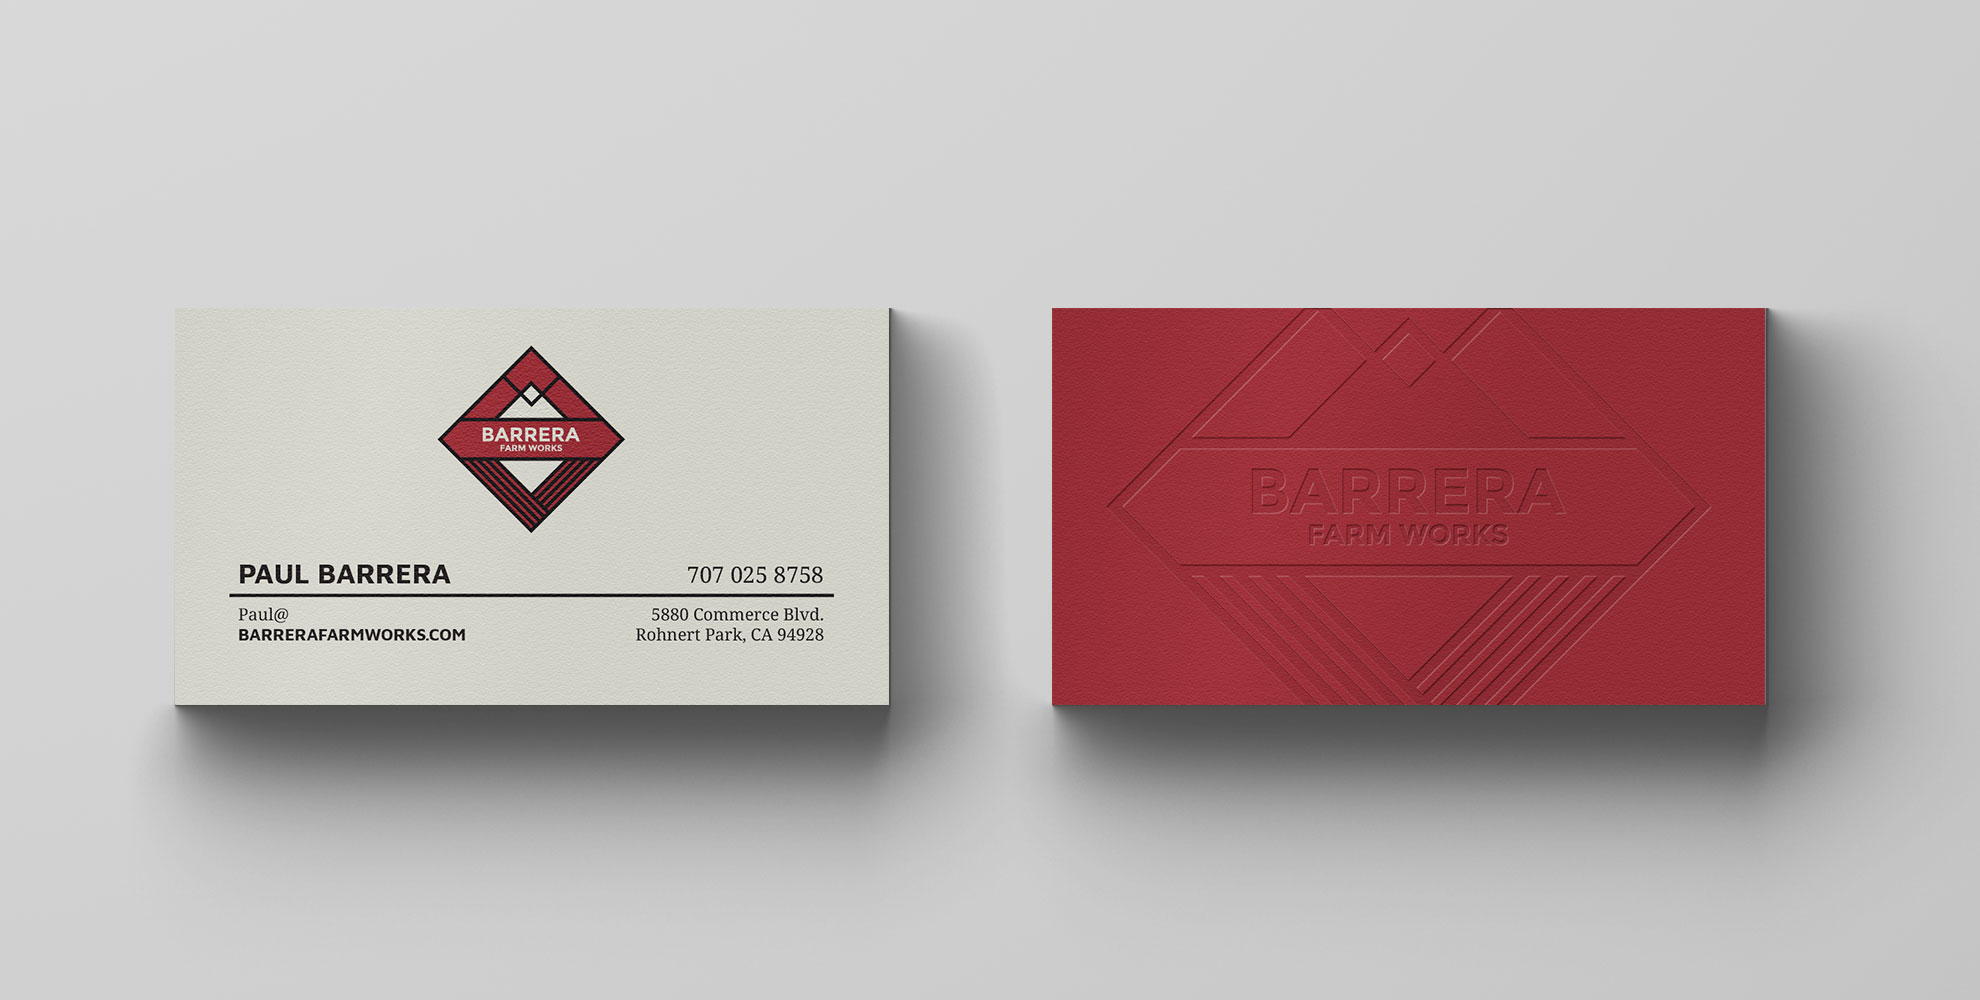 BARRERA
FARM WORKS
PAUL BARRERA
707 025 8758
Paul@
BARRERAFARMWORKS.COM
5880 Commerce Blvd.
Rohnert Park, CA 94928
BARRERA
FARM WORKS